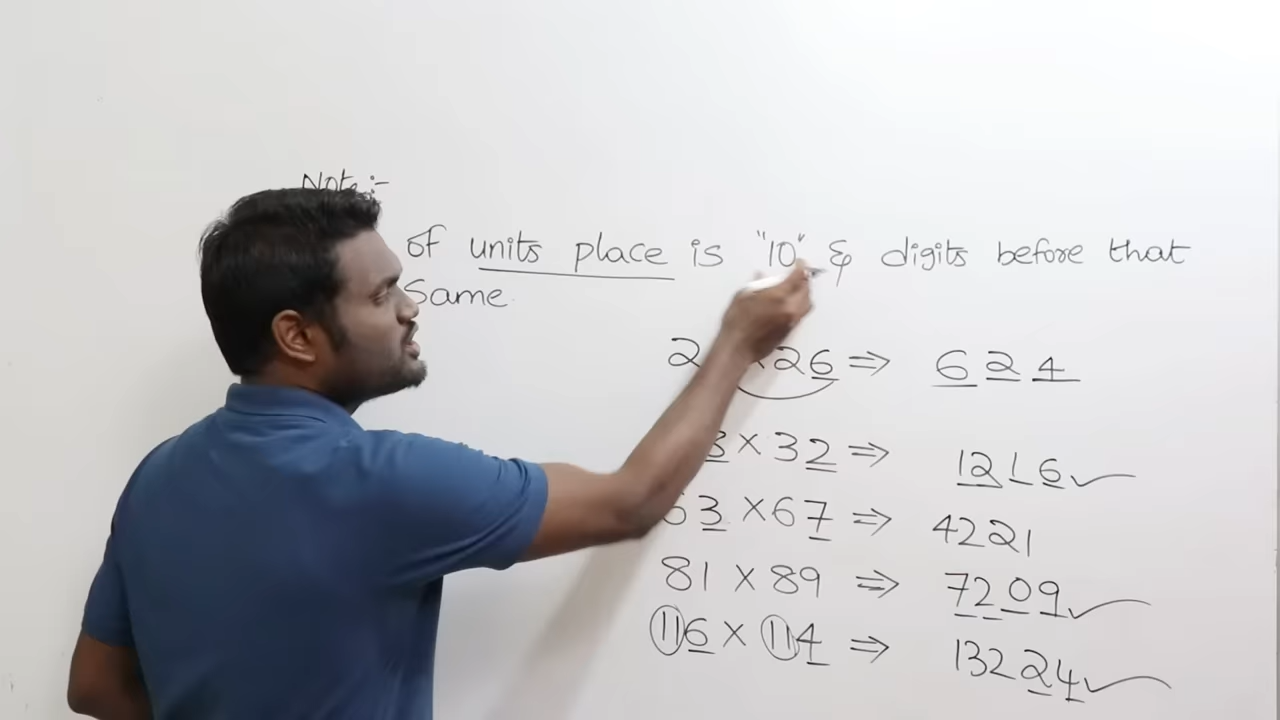 Note:-
of units place is "10" & digits before that
Same.
2 × 26 ⇒ 624
3 × 32 ⇒ 1216
63 × 67 ⇒ 4221
81 × 89 ⇒ 7209
116 × 114 ⇒ 13224